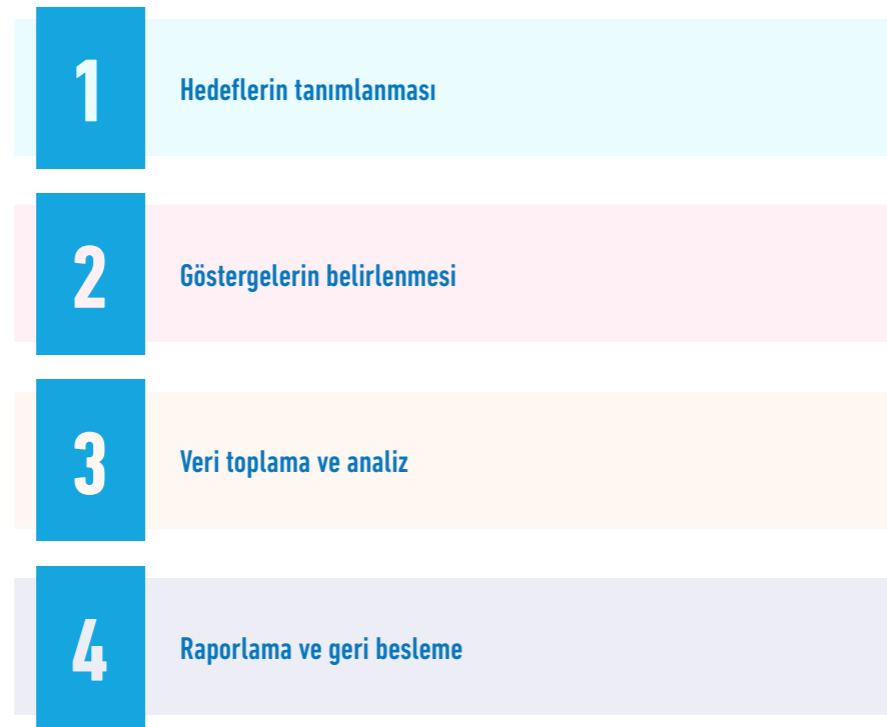 1
Hedeflerin tanımlanması
2
Göstergelerin belirlenmesi
3
Veri toplama ve analiz
4
Raporlama ve geri besleme